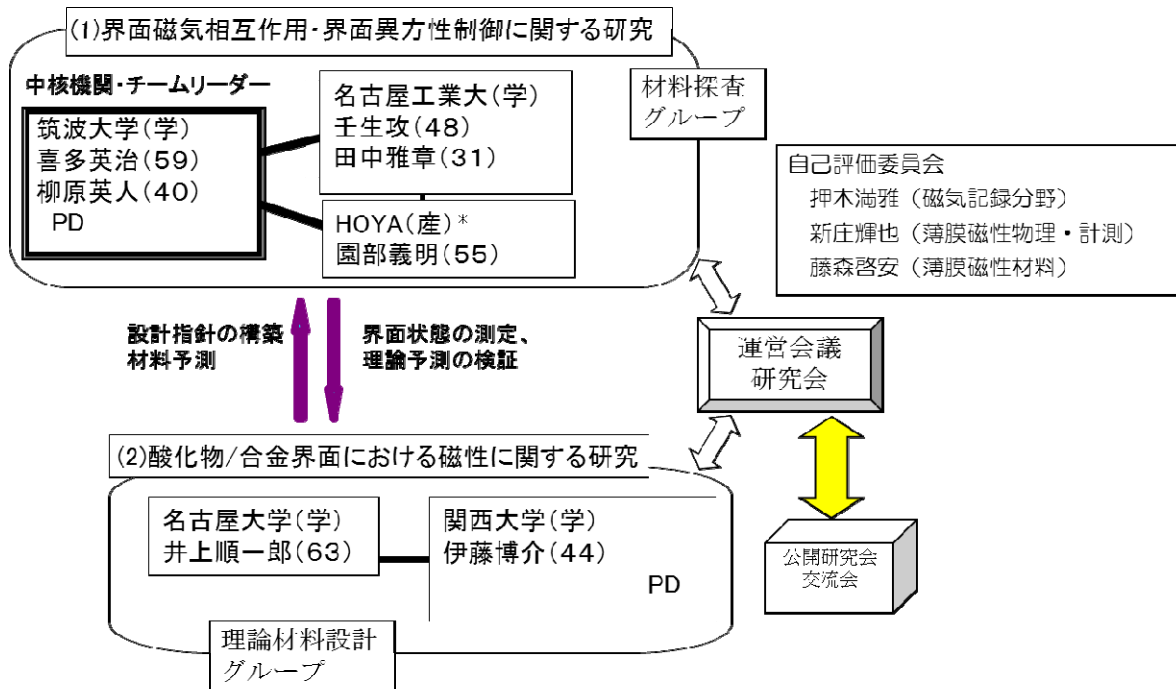 (1)界面磁気相互作用・界面異方性制御に関する研究
中核機関・チームリーダー
筑波大学(学)
喜多英治(59)
柳原英人(40)
PD
名古屋工業大(学)
壬生攻(48)
田中雅章(31)
HOYA(産)*
園部義明(55)
材料探査
グループ
自己評価委員会
押木満雅（磁気記録分野）
新庄輝也（薄膜磁性物理・計測）
藤森啓安（薄膜磁性材料）
設計指針の構築
材料予測
界面状態の測定、
理論予測の検証
運営会議
研究会
(2)酸化物/合金界面における磁性に関する研究
名古屋大学(学)
井上順一郎(63)
関西大学(学)
伊藤博介(44)
PD
公開研究会
交流会
理論材料設計
グループ